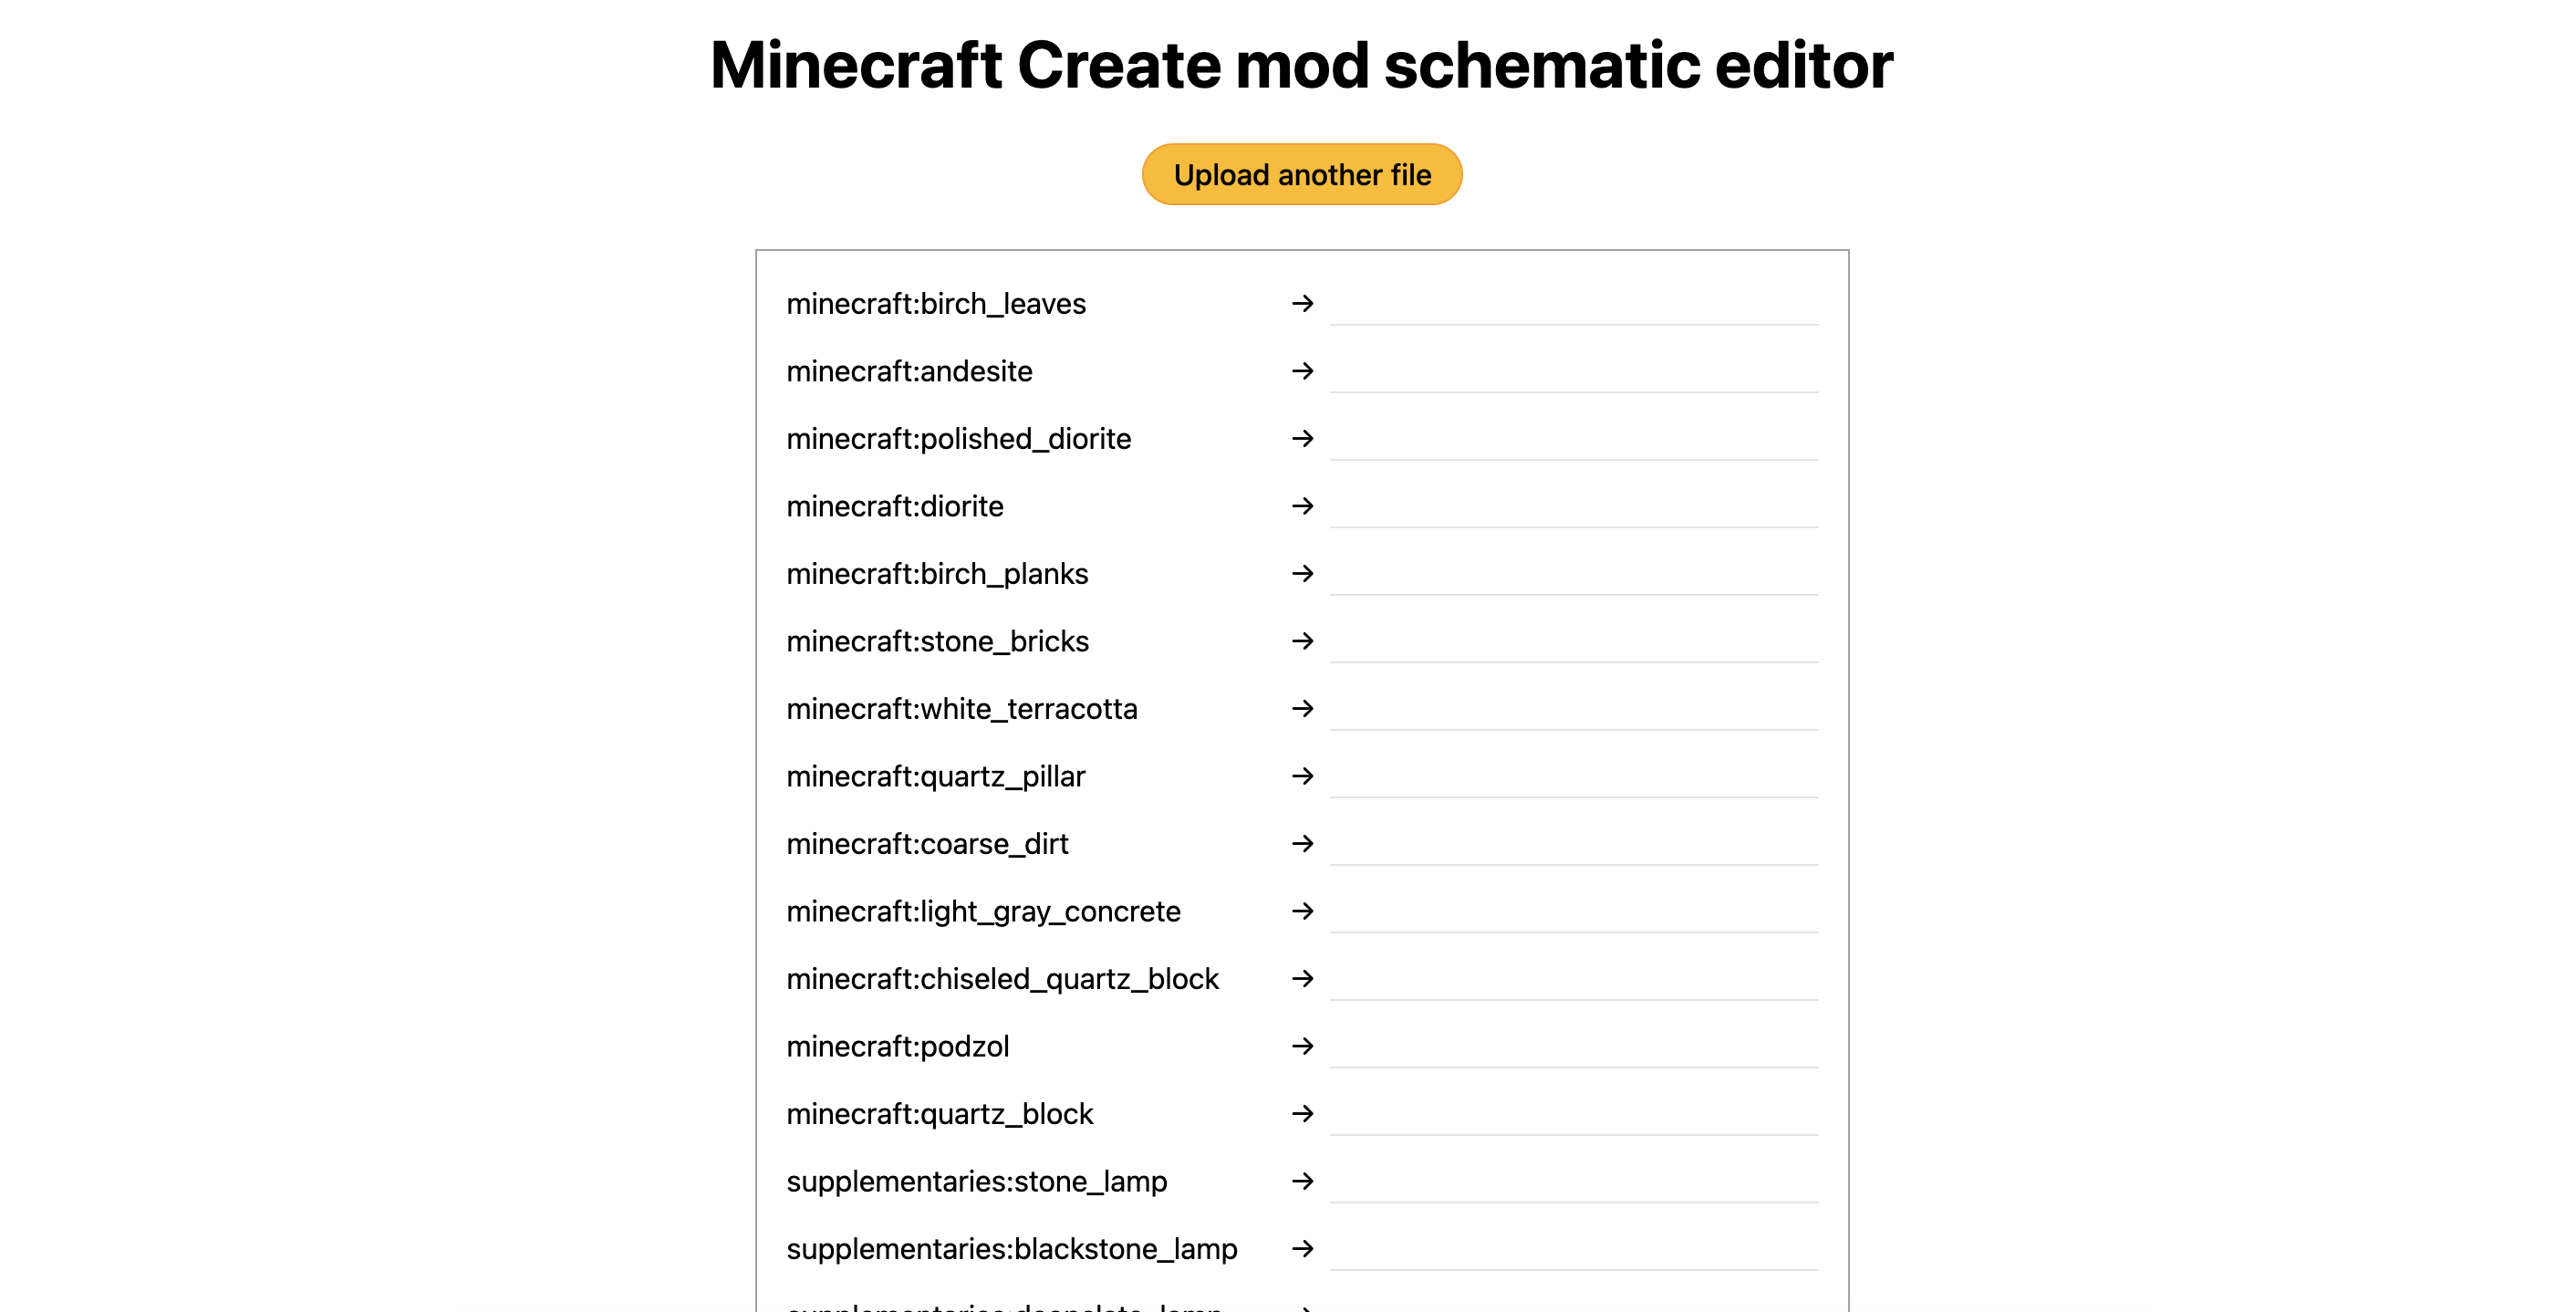 Minecraft Create mod schematic editor
Upload another file
minecraft:birch_leaves →
minecraft:andesite →
minecraft:polished_diorite →
minecraft:diorite →
minecraft:birch_planks →
minecraft:stone_bricks →
minecraft:white_terracotta →
minecraft:quartz_pillar →
minecraft:coarse_dirt →
minecraft:light_gray_concrete →
minecraft:chiseled_quartz_block →
minecraft:podzol →
minecraft:quartz_block →
supplementaries:stone_lamp →
supplementaries:blackstone_lamp →
supplementaries:deepslate_lamp →